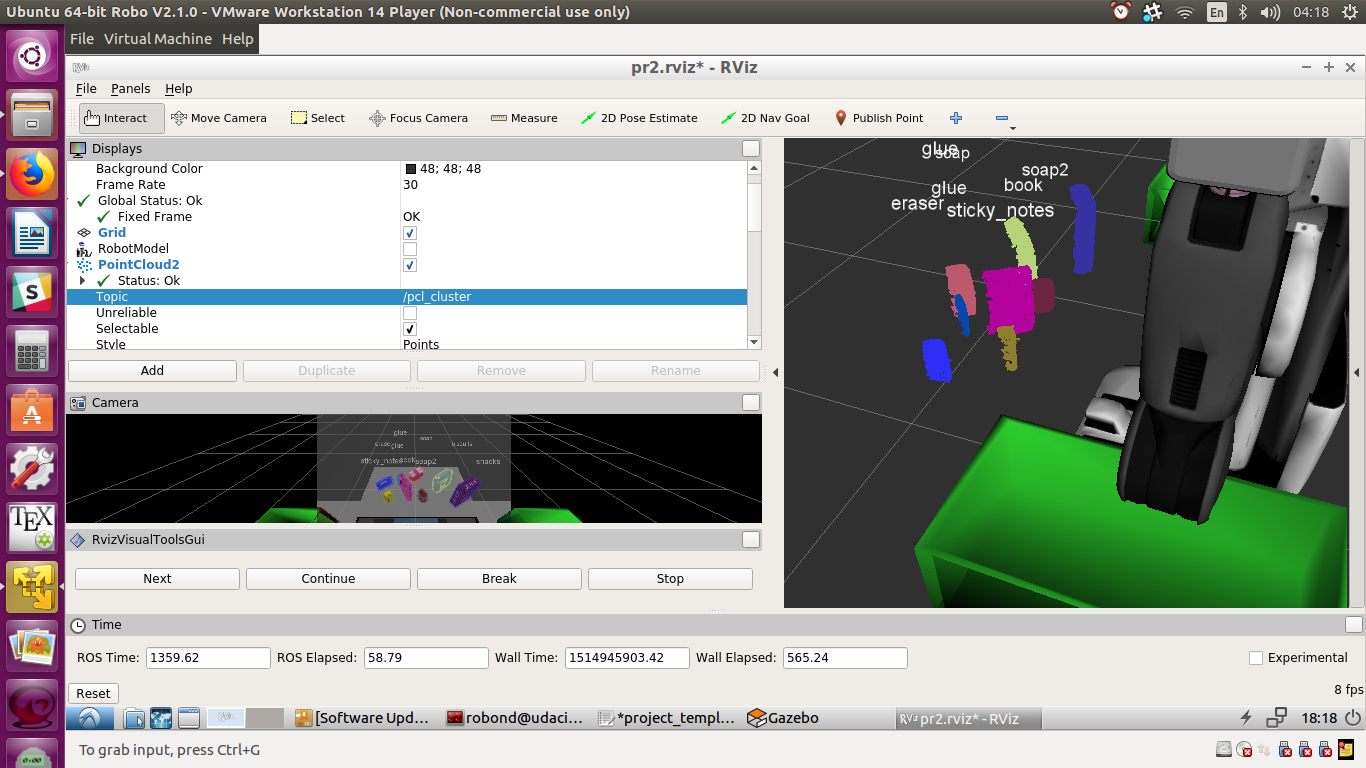 Ubuntu 64-bit Robo V2.1.0 - VMware Workstation 14 Player (Non-commercial use only)
En
04:18
File Virtual Machine Help
RViz
pr2.rviz* - RViz
File Panels Help
Interact Move Camera Select Focus Camera Measure 2D Pose Estimate 2D Nav Goal Publish Point
Displays
Background Color 48; 48; 48
Frame Rate 30
Global Status: Ok
Fixed Frame OK
Grid
RobotModel
PointCloud2
Status: Ok
Topic /pcl_cluster
Unreliable
Selectable
Style Points
Add Duplicate Remove Rename
Camera
glue
soap
eraser
glue
biscuits
sticky_notes
book
soap2
snacks
RvizVisualToolsGui
Next Continue Break Stop
glue
soap
soap2
glue
book
eraser
sticky_notes
Time
ROS Time: 1359.62 ROS Elapsed: 58.79 Wall Time: 1514945903.42 Wall Elapsed: 565.24 Experimental
Reset
8 fps
[Software Upd... robond@udaci... *project_templ... Gazebo RViz pr2.rviz* - RViz 18:18
To grab input, press Ctrl+G
S
A
TEX
0:00